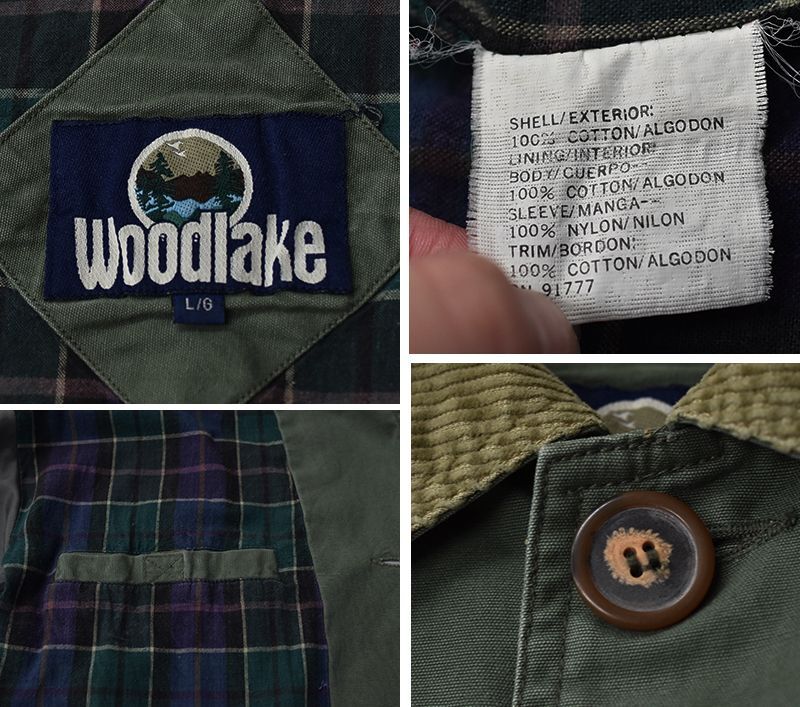 Woodlake
L/G
SHELL/EXTERIOR:
100% COTTON/ALGODON
LINING/INTERIOR:
BODY/CUERPO
100% COTTON/ALGODON
SLEEVE/MANGA--
100% NYLON/NILON
TRIM/BORDON:
100% COTTON/ALGODON
91777